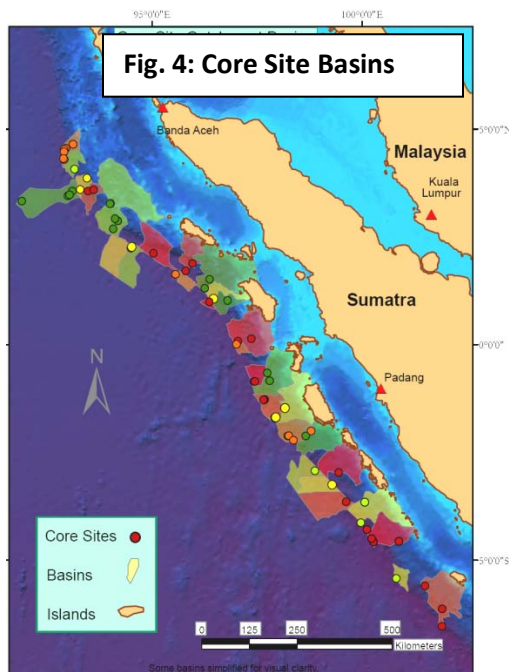 95°0'0"E
100°0'0"E
Fig. 4: Core Site Basins
Banda Aceh
5°0'0"N
Malaysia
Kuala
Lumpur
Sumatra
N
0°0'0"
Padang
Core Sites
Basins
Islands
5°0'0"S
0 125 250 500
Kilometers
Some basins simplified for visual clarity.